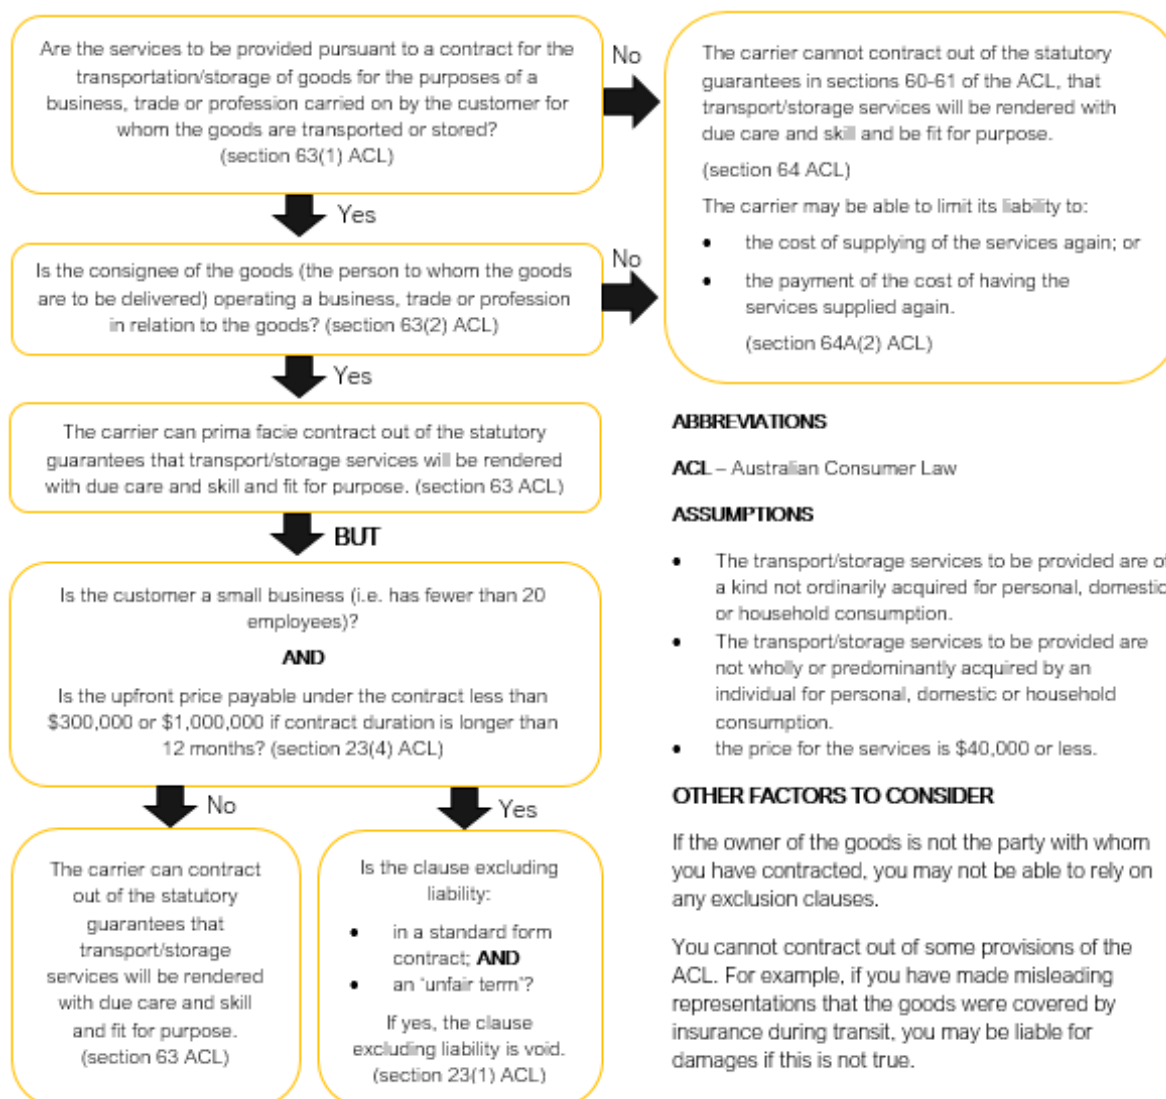 Are the services to be provided pursuant to a contract for the
transportation/storage of goods for the purposes of a
business, trade or profession carried on by the customer for
whom the goods are transported or stored?
(section 63(1) ACL)
No
The carrier cannot contract out of the statutory
guarantees in sections 60-61 of the ACL, that
transport/storage services will be rendered with
due care and skill and be fit for purpose.
(section 64 ACL)
The carrier may be able to limit its liability to:
• the cost of supplying of the services again; or
• the payment of the cost of having the
services supplied again.
(section 64A(2) ACL)
Yes
Is the consignee of the goods (the person to whom the goods
are to be delivered) operating a business, trade or profession
in relation to the goods? (section 63(2) ACL)
No
Yes
The carrier can prima facie contract out of the statutory
guarantees that transport/storage services will be rendered
with due care and skill and fit for purpose. (section 63 ACL)
BUT
Is the customer a small business (i.e. has fewer than 20
employees)?
AND
Is the upfront price payable under the contract less than
$300,000 or $1,000,000 if contract duration is longer than
12 months? (section 23(4) ACL)
No
The carrier can contract
out of the statutory
guarantees that
transport/storage
services will be rendered
with due care and skill
and fit for purpose.
(section 63 ACL)
Yes
Is the clause excluding
liability:
• in a standard form
contract; AND
• an 'unfair term'?
If yes, the clause
excluding liability is void.
(section 23(1) ACL)
ABBREVIATIONS
ACL – Australian Consumer Law
ASSUMPTIONS
• The transport/storage services to be provided are of
a kind not ordinarily acquired for personal, domestic
or household consumption.
• The transport/storage services to be provided are
not wholly or predominantly acquired by an
individual for personal, domestic or household
consumption.
• the price for the services is $40,000 or less.
OTHER FACTORS TO CONSIDER
If the owner of the goods is not the party with whom
you have contracted, you may not be able to rely on
any exclusion clauses.
You cannot contract out of some provisions of the
ACL. For example, if you have made misleading
representations that the goods were covered by
insurance during transit, you may be liable for
damages if this is not true.